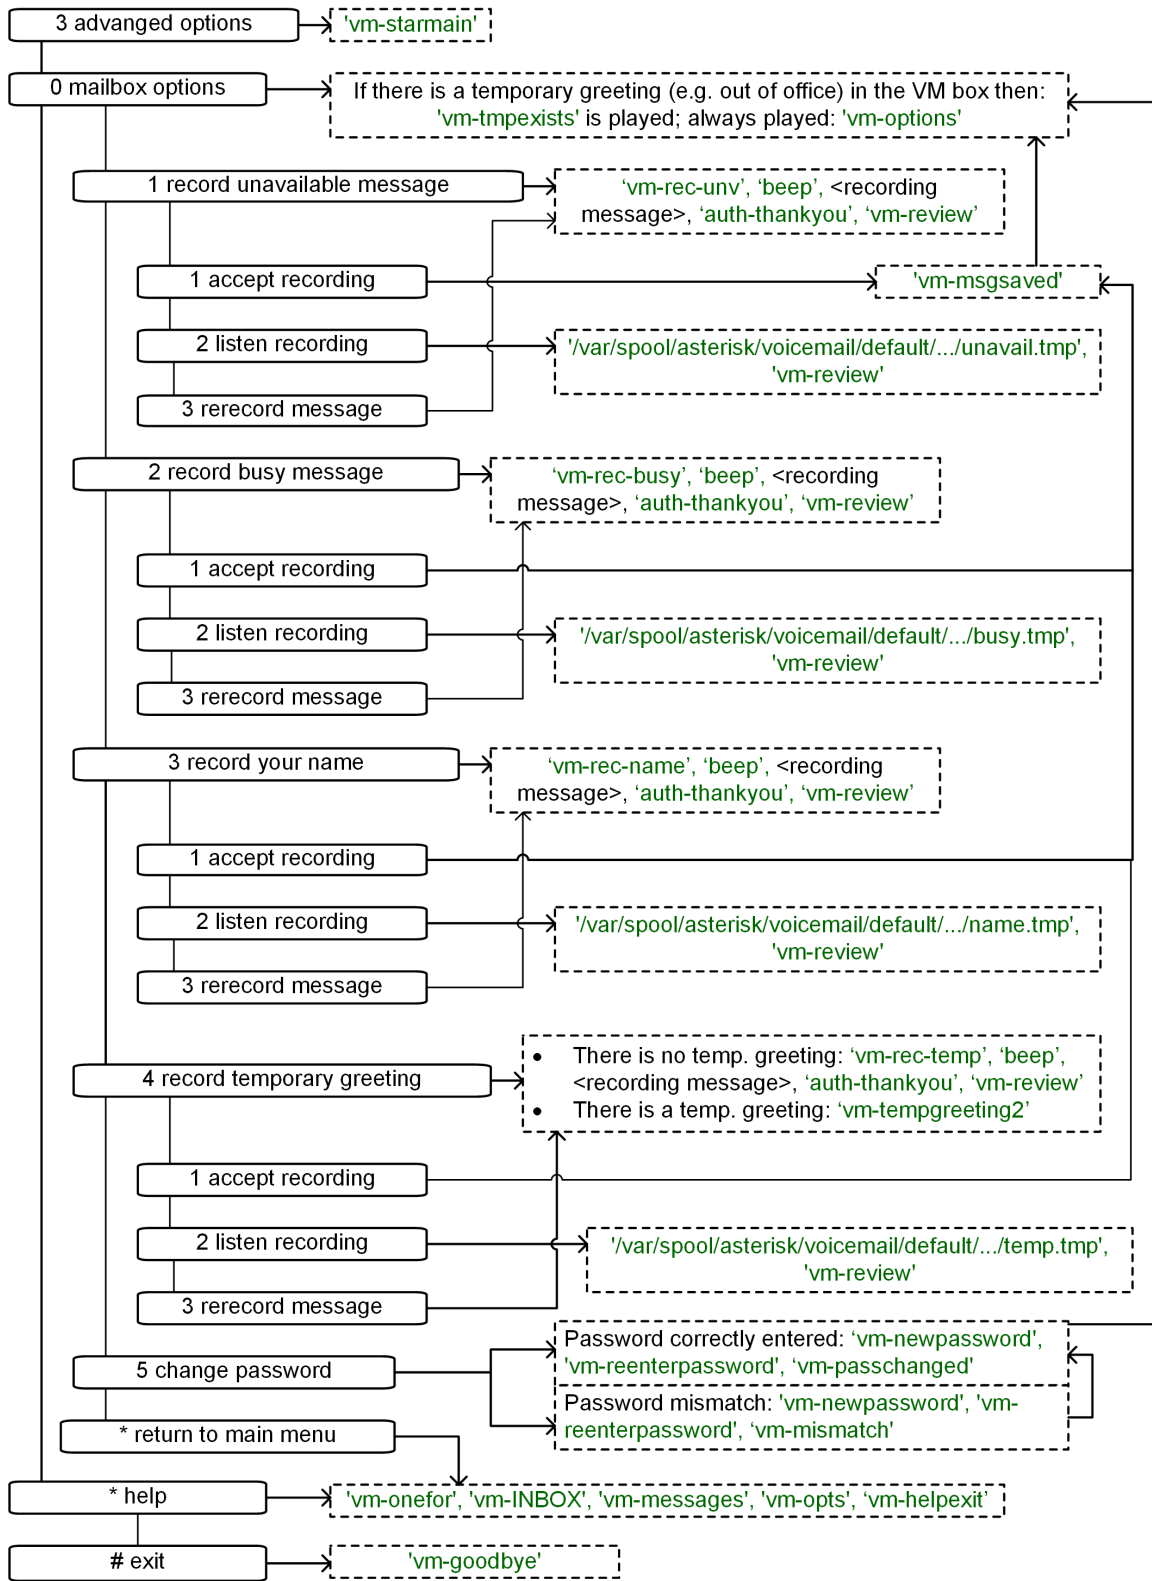 3 advanged options
'vm-starmain'
0 mailbox options
If there is a temporary greeting (e.g. out of office) in the VM box then:
'vm-tmpexists' is played; always played: 'vm-options'
1 record unavailable message
‘vm-rec-unv’, ‘beep’, <recording
message>, ‘auth-thankyou’, ‘vm-review’
1 accept recording
'vm-msgsaved'
2 listen recording
'/var/spool/asterisk/voicemail/default/.../unavail.tmp',
'vm-review'
3 rerecord message
2 record busy message
‘vm-rec-busy’, ‘beep’, <recording
message>, ‘auth-thankyou’, ‘vm-review’
1 accept recording
2 listen recording
'/var/spool/asterisk/voicemail/default/.../busy.tmp',
'vm-review'
3 rerecord message
3 record your name
‘vm-rec-name’, ‘beep’, <recording
message>, ‘auth-thankyou’, ‘vm-review’
1 accept recording
2 listen recording
'/var/spool/asterisk/voicemail/default/.../name.tmp',
'vm-review'
3 rerecord message
4 record temporary greeting
• There is no temp. greeting: ‘vm-rec-temp’, ‘beep’,
<recording message>, ‘auth-thankyou’, ‘vm-review’
• There is a temp. greeting: ‘vm-tempgreeting2’
1 accept recording
2 listen recording
'/var/spool/asterisk/voicemail/default/.../temp.tmp',
'vm-review'
3 rerecord message
5 change password
Password correctly entered: ‘vm-newpassword',
'vm-reenterpassword', ‘vm-passchanged’
Password mismatch: 'vm-newpassword', 'vm-
reenterpassword', ‘vm-mismatch'
* return to main menu
* help
'vm-onefor', 'vm-INBOX', 'vm-messages', 'vm-opts', ‘vm-helpexit’
# exit
'vm-goodbye'